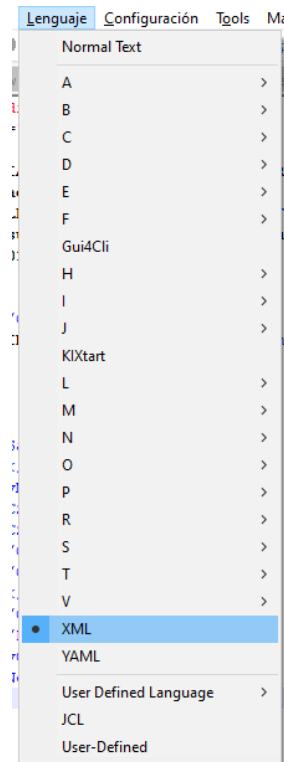 Lenguaje Configuración Tools
Normal Text
A
B
C
D
E
F
Gui4Cli
H
I
J
KIXtart
L
M
N
O
P
R
S
T
V
XML
YAML
User Defined Language
JCL
User-Defined